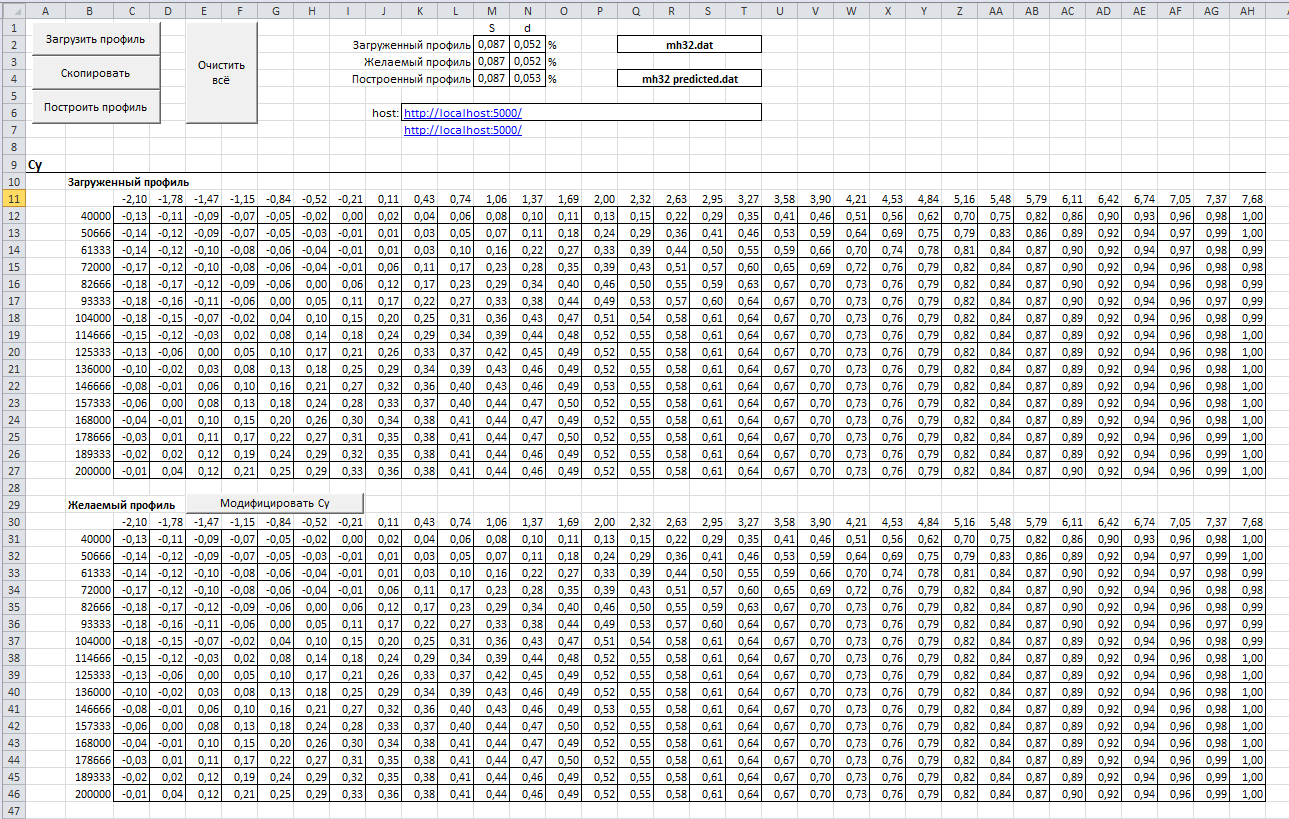 A B C D E F G H I J K L M N O P Q R S T U V W X Y Z AA AB AC AD AE AF AG AH
1 S d
Загрузить профиль
Очистить всё
2 Загруженный профиль 0,087 0,052 % mh32.dat
3 Желаемый профиль 0,087 0,052 %
Скопировать
4 Построенный профиль 0,087 0,053 % mh32 predicted.dat
5
Построить профиль
6 host: http://localhost:5000/
7 http://localhost:5000/
8
9 Cy
10 Загруженный профиль
11 -2,10 -1,78 -1,47 -1,15 -0,84 -0,52 -0,21 0,11 0,43 0,74 1,06 1,37 1,69 2,00 2,32 2,63 2,95 3,27 3,58 3,90 4,21 4,53 4,84 5,16 5,48 5,79 6,11 6,42 6,74 7,05 7,37 7,68
12 40000 -0,13 -0,11 -0,09 -0,07 -0,05 -0,02 0,00 0,02 0,04 0,06 0,08 0,10 0,11 0,13 0,15 0,22 0,29 0,35 0,41 0,46 0,51 0,56 0,62 0,70 0,75 0,82 0,86 0,90 0,93 0,96 0,98 1,00
13 50666 -0,14 -0,12 -0,09 -0,07 -0,05 -0,03 -0,01 0,01 0,03 0,05 0,07 0,11 0,18 0,24 0,29 0,36 0,41 0,46 0,53 0,59 0,64 0,69 0,75 0,79 0,83 0,86 0,89 0,92 0,94 0,97 0,99 1,00
14 61333 -0,14 -0,12 -0,10 -0,08 -0,06 -0,04 -0,01 0,01 0,03 0,10 0,16 0,22 0,27 0,33 0,39 0,44 0,50 0,55 0,59 0,66 0,70 0,74 0,78 0,81 0,84 0,87 0,90 0,92 0,94 0,97 0,98 0,99
15 72000 -0,17 -0,12 -0,10 -0,08 -0,06 -0,04 -0,01 0,06 0,11 0,17 0,23 0,28 0,35 0,39 0,43 0,51 0,57 0,60 0,65 0,69 0,72 0,76 0,79 0,82 0,84 0,87 0,90 0,92 0,94 0,96 0,98 0,98
16 82666 -0,18 -0,17 -0,12 -0,09 -0,06 0,00 0,06 0,12 0,17 0,23 0,29 0,34 0,40 0,46 0,50 0,55 0,59 0,63 0,67 0,70 0,73 0,76 0,79 0,82 0,84 0,87 0,90 0,92 0,94 0,96 0,98 0,99
17 93333 -0,18 -0,16 -0,11 -0,06 0,00 0,05 0,11 0,17 0,22 0,27 0,33 0,38 0,44 0,49 0,53 0,57 0,60 0,64 0,67 0,70 0,73 0,76 0,79 0,82 0,84 0,87 0,90 0,92 0,94 0,96 0,97 0,99
18 104000 -0,18 -0,15 -0,07 -0,02 0,04 0,10 0,15 0,20 0,25 0,31 0,36 0,43 0,47 0,51 0,54 0,58 0,61 0,64 0,67 0,70 0,73 0,76 0,79 0,82 0,84 0,87 0,89 0,92 0,94 0,96 0,98 0,99
19 114666 -0,15 -0,12 -0,03 0,02 0,08 0,14 0,18 0,24 0,29 0,34 0,39 0,44 0,48 0,52 0,55 0,58 0,61 0,64 0,67 0,70 0,73 0,76 0,79 0,82 0,84 0,87 0,89 0,92 0,94 0,96 0,98 1,00
20 125333 -0,13 -0,06 0,00 0,05 0,10 0,17 0,21 0,26 0,33 0,37 0,42 0,45 0,49 0,52 0,55 0,58 0,61 0,64 0,67 0,70 0,73 0,76 0,79 0,82 0,84 0,87 0,89 0,92 0,94 0,96 0,98 1,00
21 136000 -0,10 -0,02 0,03 0,08 0,13 0,18 0,25 0,29 0,34 0,39 0,43 0,46 0,49 0,52 0,55 0,58 0,61 0,64 0,67 0,70 0,73 0,76 0,79 0,82 0,84 0,87 0,89 0,92 0,94 0,96 0,98 1,00
22 146666 -0,08 -0,01 0,06 0,10 0,16 0,21 0,27 0,32 0,36 0,40 0,43 0,46 0,49 0,53 0,55 0,58 0,61 0,64 0,67 0,70 0,73 0,76 0,79 0,82 0,84 0,87 0,89 0,92 0,94 0,96 0,98 1,00
23 157333 -0,06 0,00 0,08 0,13 0,18 0,24 0,28 0,33 0,37 0,40 0,44 0,47 0,50 0,52 0,55 0,58 0,61 0,64 0,67 0,70 0,73 0,76 0,79 0,82 0,84 0,87 0,89 0,92 0,94 0,96 0,98 1,00
24 168000 -0,04 -0,01 0,10 0,15 0,20 0,26 0,30 0,34 0,38 0,41 0,44 0,47 0,49 0,52 0,55 0,58 0,61 0,64 0,67 0,70 0,73 0,76 0,79 0,82 0,84 0,87 0,89 0,92 0,94 0,96 0,98 1,00
25 178666 -0,03 0,01 0,11 0,17 0,22 0,27 0,31 0,35 0,38 0,41 0,44 0,47 0,50 0,52 0,55 0,58 0,61 0,64 0,67 0,70 0,73 0,76 0,79 0,82 0,84 0,87 0,89 0,92 0,94 0,96 0,99 1,00
26 189333 -0,02 0,02 0,12 0,19 0,24 0,29 0,32 0,35 0,38 0,41 0,44 0,46 0,49 0,52 0,55 0,58 0,61 0,64 0,67 0,70 0,73 0,76 0,79 0,82 0,84 0,87 0,89 0,92 0,94 0,96 0,99 1,00
27 200000 -0,01 0,04 0,12 0,21 0,25 0,29 0,33 0,36 0,38 0,41 0,44 0,46 0,49 0,52 0,55 0,58 0,61 0,64 0,67 0,70 0,73 0,76 0,79 0,82 0,84 0,87 0,90 0,92 0,94 0,96 0,99 1,00
28
29 Желаемый профиль Модифицировать Cy
30 -2,10 -1,78 -1,47 -1,15 -0,84 -0,52 -0,21 0,11 0,43 0,74 1,06 1,37 1,69 2,00 2,32 2,63 2,95 3,27 3,58 3,90 4,21 4,53 4,84 5,16 5,48 5,79 6,11 6,42 6,74 7,05 7,37 7,68
31 40000 -0,13 -0,11 -0,09 -0,07 -0,05 -0,02 0,00 0,02 0,04 0,06 0,08 0,10 0,11 0,13 0,15 0,22 0,29 0,35 0,41 0,46 0,51 0,56 0,62 0,70 0,75 0,82 0,86 0,90 0,93 0,96 0,98 1,00
32 50666 -0,14 -0,12 -0,09 -0,07 -0,05 -0,03 -0,01 0,01 0,03 0,05 0,07 0,11 0,18 0,24 0,29 0,36 0,41 0,46 0,53 0,59 0,64 0,69 0,75 0,79 0,83 0,86 0,89 0,92 0,94 0,97 0,99 1,00
33 61333 -0,14 -0,12 -0,10 -0,08 -0,06 -0,04 -0,01 0,01 0,03 0,10 0,16 0,22 0,27 0,33 0,39 0,44 0,50 0,55 0,59 0,66 0,70 0,74 0,78 0,81 0,84 0,87 0,90 0,92 0,94 0,97 0,98 0,99
34 72000 -0,17 -0,12 -0,10 -0,08 -0,06 -0,04 -0,01 0,06 0,11 0,17 0,23 0,28 0,35 0,39 0,43 0,51 0,57 0,60 0,65 0,69 0,72 0,76 0,79 0,82 0,84 0,87 0,90 0,92 0,94 0,96 0,98 0,98
35 82666 -0,18 -0,17 -0,12 -0,09 -0,06 0,00 0,06 0,12 0,17 0,23 0,29 0,34 0,40 0,46 0,50 0,55 0,59 0,63 0,67 0,70 0,73 0,76 0,79 0,82 0,84 0,87 0,90 0,92 0,94 0,96 0,98 0,99
36 93333 -0,18 -0,16 -0,11 -0,06 0,00 0,05 0,11 0,17 0,22 0,27 0,33 0,38 0,44 0,49 0,53 0,57 0,60 0,64 0,67 0,70 0,73 0,76 0,79 0,82 0,84 0,87 0,90 0,92 0,94 0,96 0,97 0,99
37 104000 -0,18 -0,15 -0,07 -0,02 0,04 0,10 0,15 0,20 0,25 0,31 0,36 0,43 0,47 0,51 0,54 0,58 0,61 0,64 0,67 0,70 0,73 0,76 0,79 0,82 0,84 0,87 0,89 0,92 0,94 0,96 0,98 0,99
38 114666 -0,15 -0,12 -0,03 0,02 0,08 0,14 0,18 0,24 0,29 0,34 0,39 0,44 0,48 0,52 0,55 0,58 0,61 0,64 0,67 0,70 0,73 0,76 0,79 0,82 0,84 0,87 0,89 0,92 0,94 0,96 0,98 1,00
39 125333 -0,13 -0,06 0,00 0,05 0,10 0,17 0,21 0,26 0,33 0,37 0,42 0,45 0,49 0,52 0,55 0,58 0,61 0,64 0,67 0,70 0,73 0,76 0,79 0,82 0,84 0,87 0,89 0,92 0,94 0,96 0,98 1,00
40 136000 -0,10 -0,02 0,03 0,08 0,13 0,18 0,25 0,29 0,34 0,39 0,43 0,46 0,49 0,52 0,55 0,58 0,61 0,64 0,67 0,70 0,73 0,76 0,79 0,82 0,84 0,87 0,89 0,92 0,94 0,96 0,98 1,00
41 146666 -0,08 -0,01 0,06 0,10 0,16 0,21 0,27 0,32 0,36 0,40 0,43 0,46 0,49 0,53 0,55 0,58 0,61 0,64 0,67 0,70 0,73 0,76 0,79 0,82 0,84 0,87 0,89 0,92 0,94 0,96 0,98 1,00
42 157333 -0,06 0,00 0,08 0,13 0,18 0,24 0,28 0,33 0,37 0,40 0,44 0,47 0,50 0,52 0,55 0,58 0,61 0,64 0,67 0,70 0,73 0,76 0,79 0,82 0,84 0,87 0,89 0,92 0,94 0,96 0,98 1,00
43 168000 -0,04 -0,01 0,10 0,15 0,20 0,26 0,30 0,34 0,38 0,41 0,44 0,47 0,49 0,52 0,55 0,58 0,61 0,64 0,67 0,70 0,73 0,76 0,79 0,82 0,84 0,87 0,89 0,92 0,94 0,96 0,98 1,00
44 178666 -0,03 0,01 0,11 0,17 0,22 0,27 0,31 0,35 0,38 0,41 0,44 0,47 0,50 0,52 0,55 0,58 0,61 0,64 0,67 0,70 0,73 0,76 0,79 0,82 0,84 0,87 0,89 0,92 0,94 0,96 0,99 1,00
45 189333 -0,02 0,02 0,12 0,19 0,24 0,29 0,32 0,35 0,38 0,41 0,44 0,46 0,49 0,52 0,55 0,58 0,61 0,64 0,67 0,70 0,73 0,76 0,79 0,82 0,84 0,87 0,89 0,92 0,94 0,96 0,99 1,00
46 200000 -0,01 0,04 0,12 0,21 0,25 0,29 0,33 0,36 0,38 0,41 0,44 0,46 0,49 0,52 0,55 0,58 0,61 0,64 0,67 0,70 0,73 0,76 0,79 0,82 0,84 0,87 0,90 0,92 0,94 0,96 0,99 1,00
47